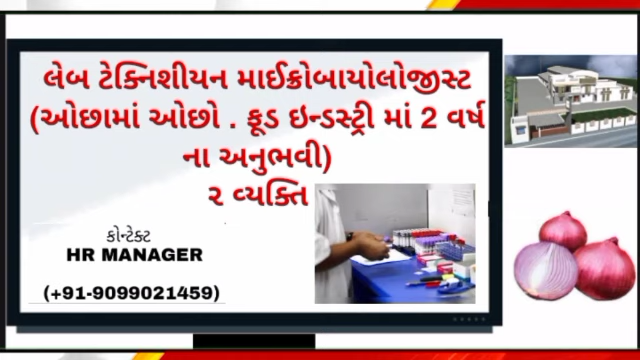 લેબ ટેક્નિશીયન માઈક્રોબાયોલોજીસ્ટ
(ઓછામાં ઓછો . ફૂડ ઇન્ડસ્ટ્રી માં 2 વર્ષ
ના અનુભવી)
૨ વ્યક્તિ
કોન્ટેક્ટ
HR MANAGER
(+91-9099021459)